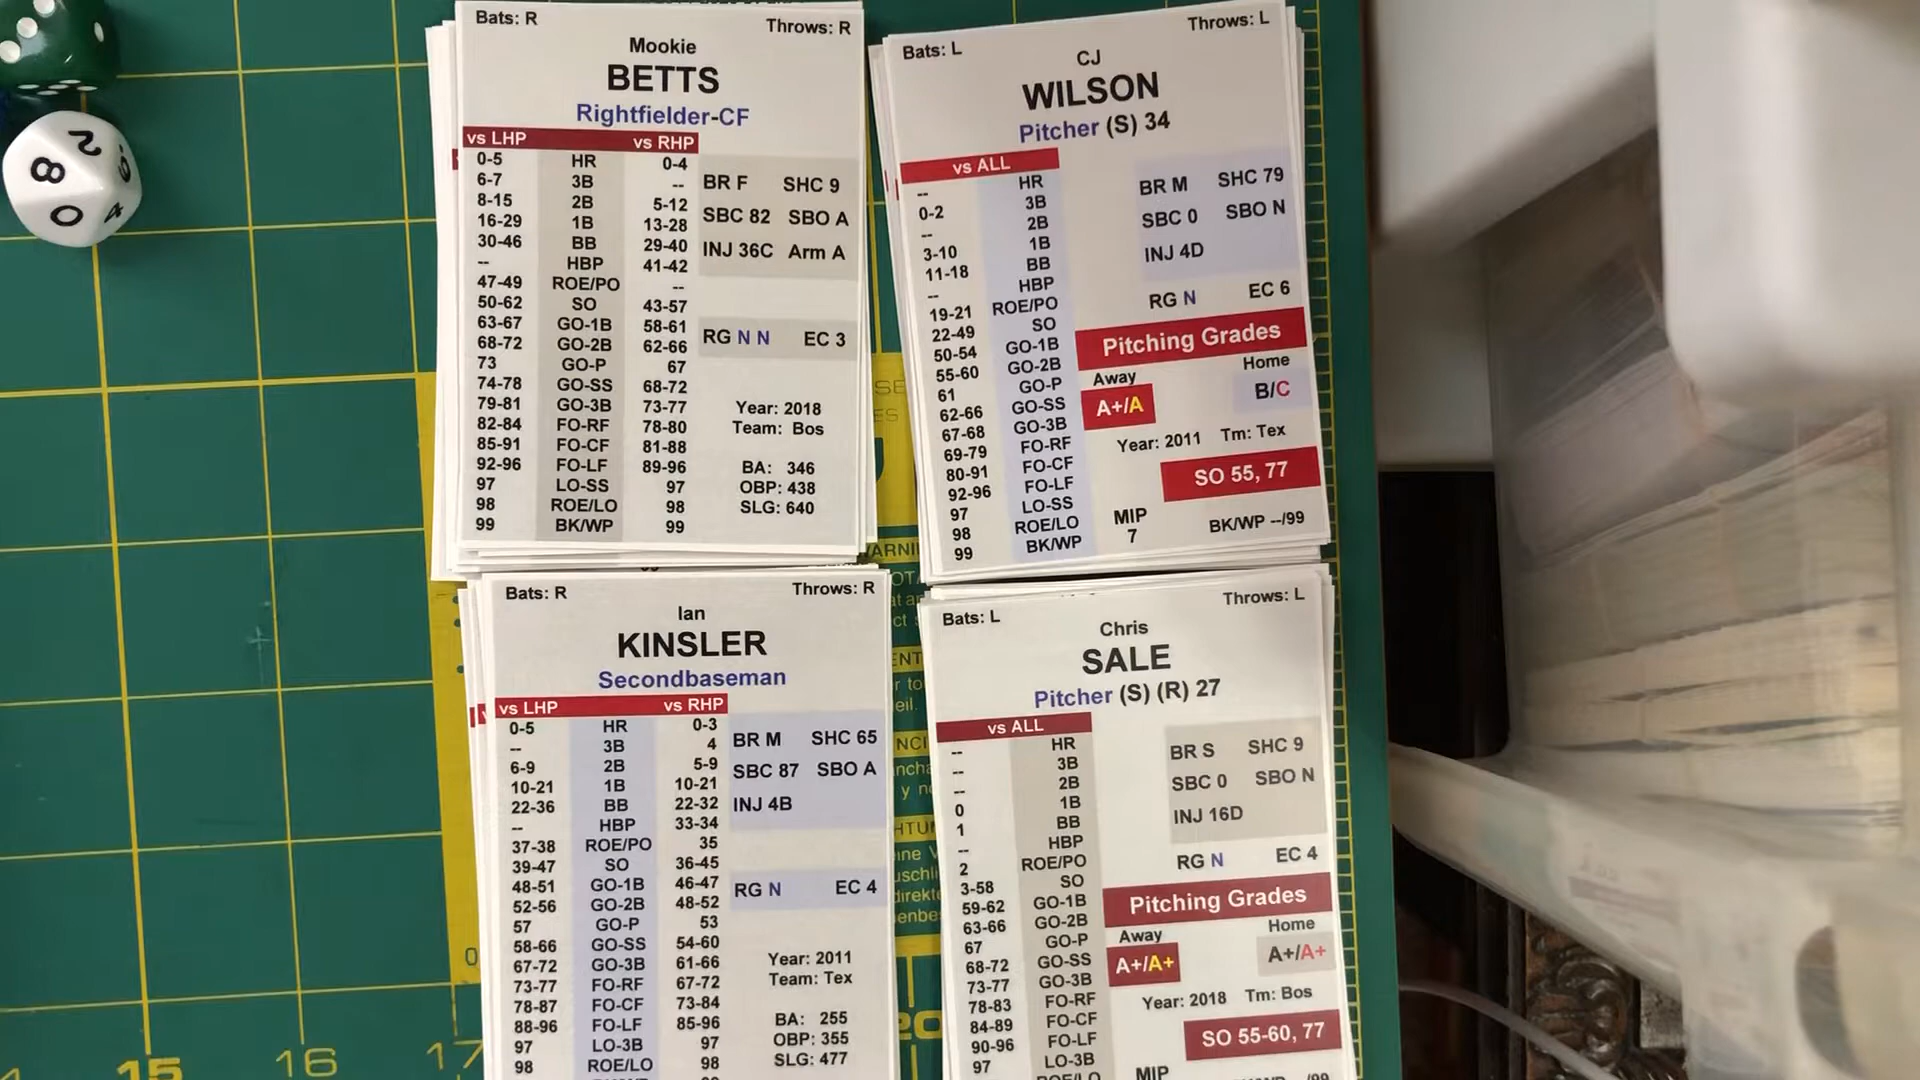 Bats: R Throws: R
Mookie
BETTS
Rightfielder-CF
vs LHP vs RHP
0-5 HR 0-4
6-7 3B --
8-15 2B 5-12
16-29 1B 13-28
30-46 BB 29-40
-- HBP 41-42
47-49 ROE/PO --
50-62 SO 43-57
63-67 GO-1B 58-61
68-72 GO-2B 62-66
73 GO-P 67
74-78 GO-SS 68-72
79-81 GO-3B 73-77
82-84 FO-RF 78-80
85-91 FO-CF 81-88
92-96 FO-LF 89-96
97 LO-SS 97
98 ROE/LO 98
99 BK/WP 99
BR F SHC 9
SBC 82 SBO A
INJ 36C Arm A
RG N N EC 3
Year: 2018
Team: Bos
BA: 346
OBP: 438
SLG: 640
Bats: L Throws: L
CJ
WILSON
Pitcher (S) 34
vs ALL
-- HR
0-2 3B
-- 2B
3-10 1B
11-18 BB
-- HBP
19-21 ROE/PO
22-49 SO
50-54 GO-1B
55-60 GO-2B
61 GO-P
62-66 GO-SS
67-68 GO-3B
69-79 FO-RF
80-91 FO-CF
92-96 FO-LF
97 LO-SS
98 ROE/LO
99 BK/WP
BR M SHC 79
SBC 0 SBO N
INJ 4D
RG N EC 6
Pitching Grades
Away Home
A+/A B/C
Year: 2011 Tm: Tex
SO 55, 77
MIP
7
BK/WP --/99
Bats: R Throws: R
Ian
KINSLER
Secondbaseman
vs LHP vs RHP
0-5 HR 0-3
-- 3B 4
6-9 2B 5-9
10-21 1B 10-21
22-36 BB 22-32
-- HBP 33-34
37-38 ROE/PO 35
39-47 SO 36-45
48-51 GO-1B 46-47
52-56 GO-2B 48-52
57 GO-P 53
58-66 GO-SS 54-60
67-72 GO-3B 61-66
73-77 FO-RF 67-72
78-87 FO-CF 73-84
88-96 FO-LF 85-96
97 LO-3B 97
98 ROE/LO 98
BR M SHC 65
SBC 87 SBO A
INJ 4B
RG N EC 4
Year: 2011
Team: Tex
BA: 255
OBP: 355
SLG: 477
Bats: L Throws: L
Chris
SALE
Pitcher (S) (R) 27
vs ALL
-- HR
-- 3B
-- 2B
0 1B
1 BB
-- HBP
2 ROE/PO
3-58 SO
59-62 GO-1B
63-66 GO-2B
67 GO-P
68-72 GO-SS
73-77 GO-3B
78-83 FO-RF
84-89 FO-CF
90-96 FO-LF
97 LO-3B
ROE/LO
BR S SHC 9
SBC 0 SBO N
INJ 16D
RG N EC 4
Pitching Grades
Away Home
A+/A+ A+/A+
Year: 2018 Tm: Bos
SO 55-60, 77
MIP
2
8
0
4
15 16 17